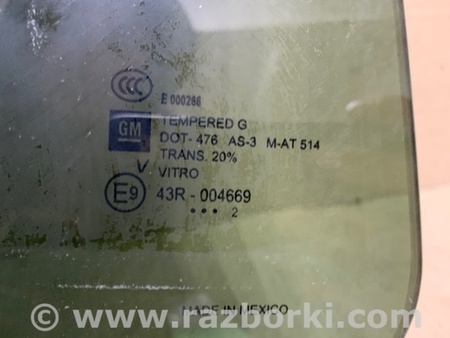 CCC
E 000266
GM
TEMPERED G
DOT-476 AS-3 M-AT 514
TRANS. 20%
V VITRO
E9 43R - 004669
••• 2
MADE IN MEXICO
© www.razborki.com